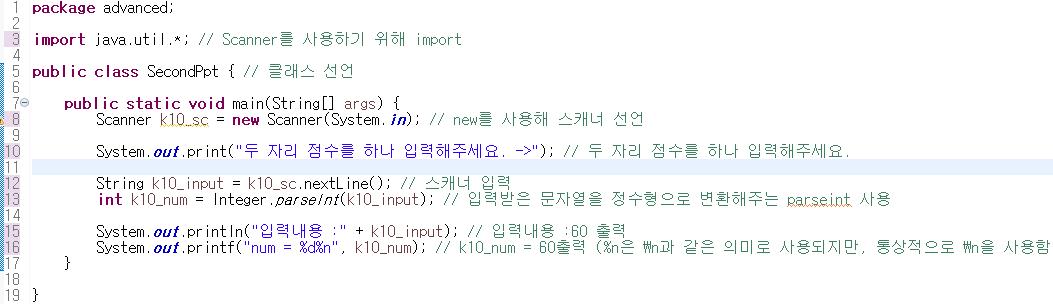 1 package advanced;
2
3 import java.util.*; // Scanner를 사용하기 위해 import
4
5 public class SecondPpt { // 클래스 선언
6
7 public static void main(String[] args) {
8 Scanner k10_sc = new Scanner(System.in); // new를 사용해 스캐너 선언
9
10 System.out.print("두 자리 점수를 하나 입력해주세요. ->"); // 두 자리 점수를 하나 입력해주세요.
11
12 String k10_input = k10_sc.nextLine(); // 스캐너 입력
13 int k10_num = Integer.parseInt(k10_input); // 입력받은 문자열을 정수형으로 변환해주는 parseint 사용
14
15 System.out.println("입력내용 :" + k10_input); // 입력내용 :60 출력
16 System.out.printf("num = %d%n", k10_num); // k10_num = 60출력 (%n은 ₩n과 같은 의미로 사용되지만, 통상적으로 ₩n을 사용함
17 }
18
19 }